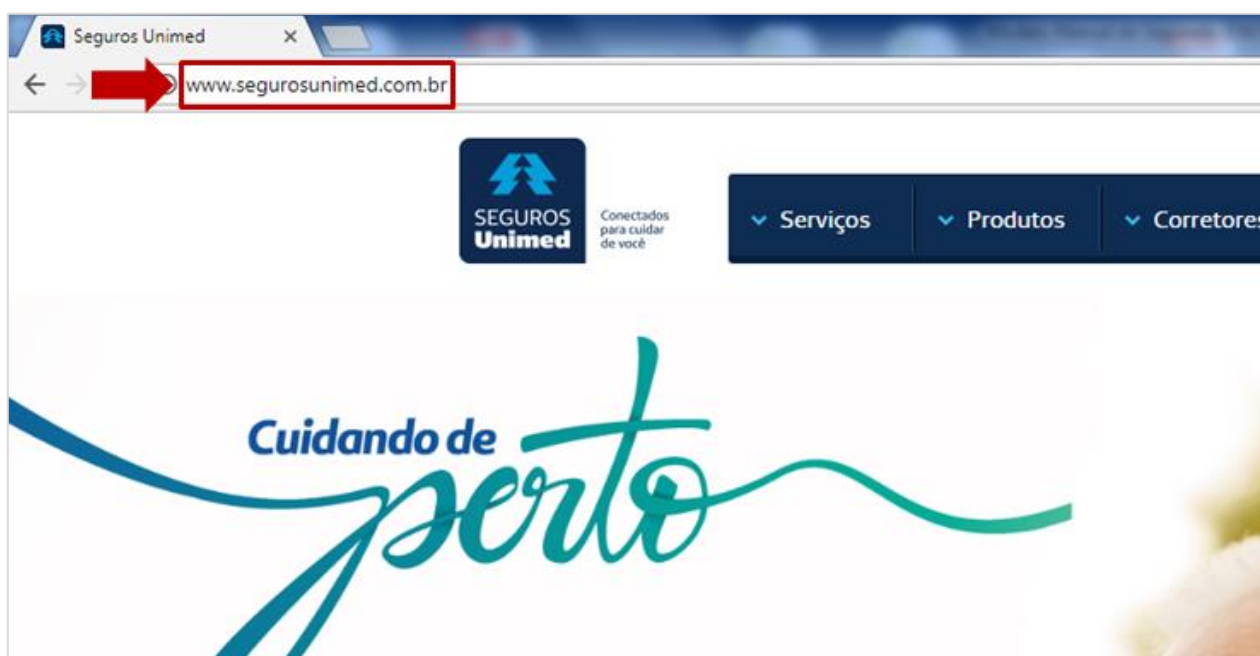 Seguros Unimed
www.segurosunimed.com.br
SEGUROS
Unimed
Conectados
para cuidar
de você
Serviços
Produtos
Corretores
Cuidando de
perto